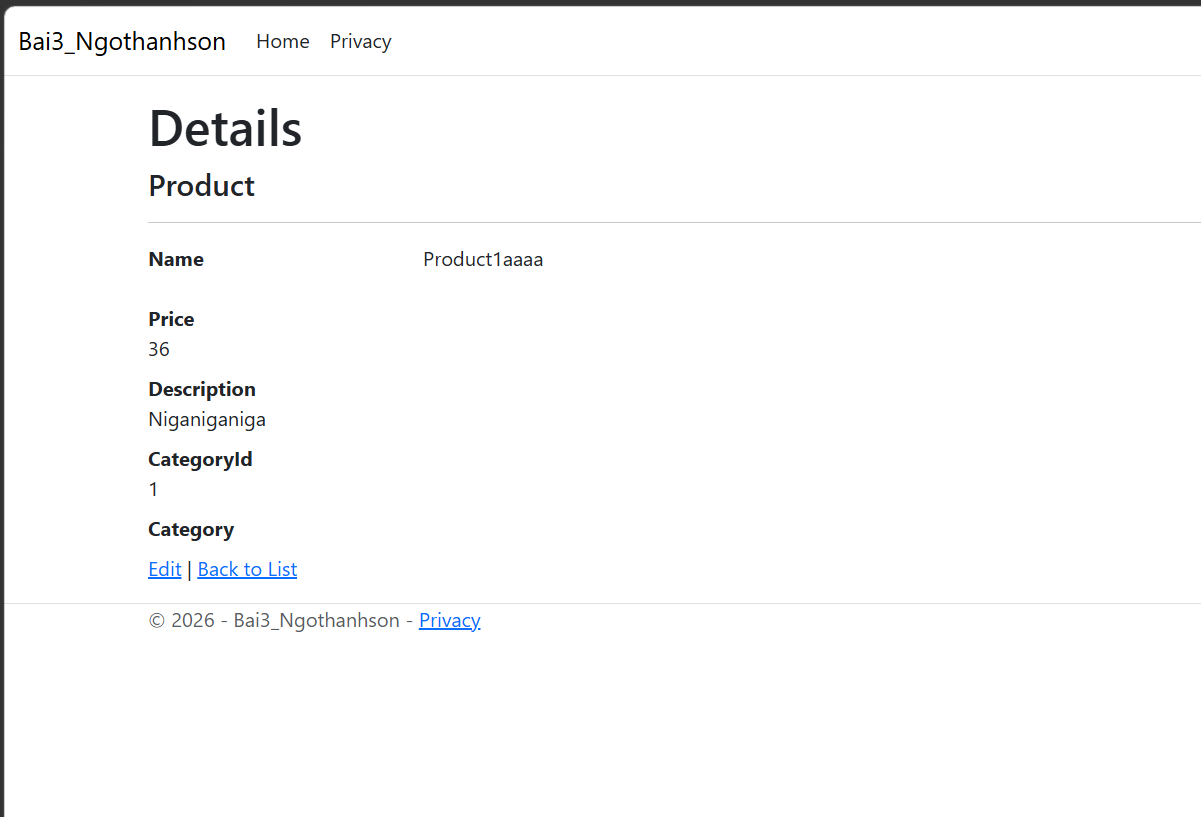 Bai3_Ngothanhson Home Privacy
Details
Product
Name Product1aaaa
Price
36
Description
Niganiganiga
CategoryId
1
Category
Edit | Back to List
© 2026 - Bai3_Ngothanhson - Privacy